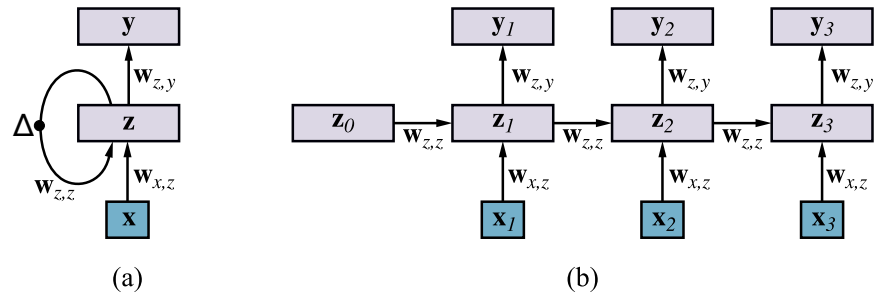 y
w_{z,y}
Δ
z
w_{z,z}
w_{x,z}
x
(a)
y_1 y_2 y_3
w_{z,y} w_{z,y} w_{z,y}
z_0 z_1 z_2 z_3
w_{z,z} w_{z,z} w_{z,z}
w_{x,z} w_{x,z} w_{x,z}
x_1 x_2 x_3
(b)